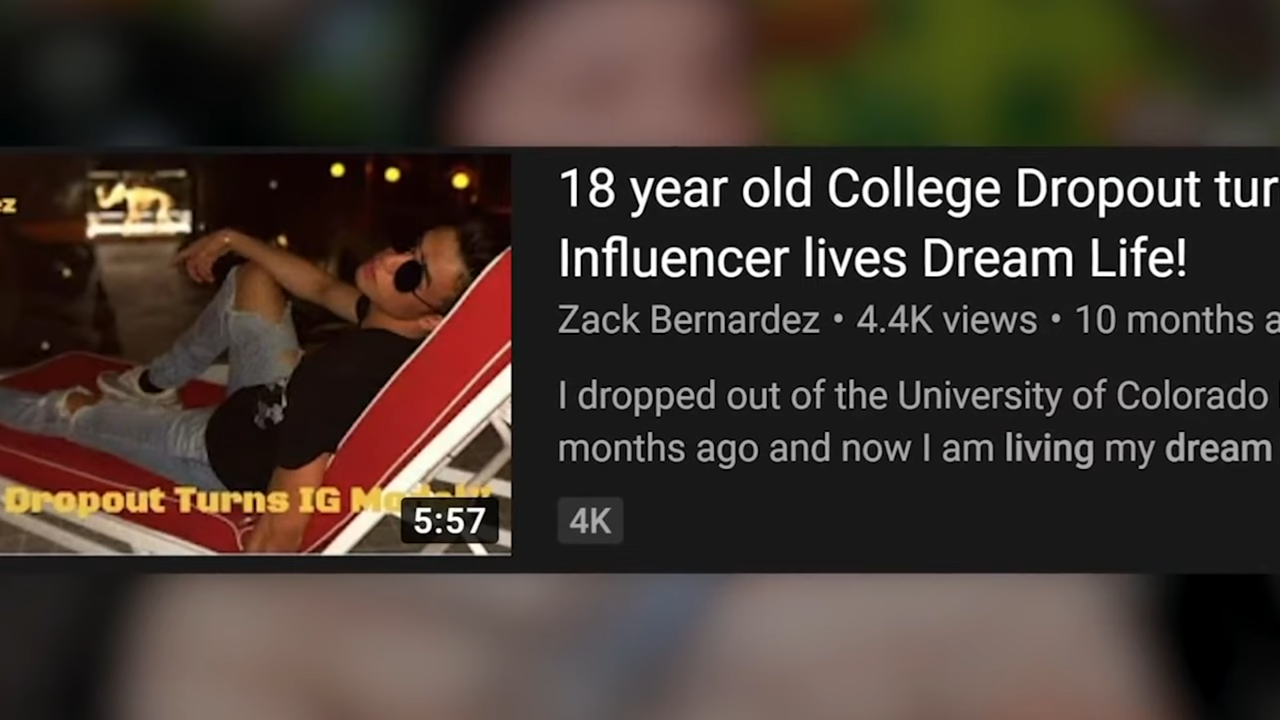 ez
Dropout Turns IG
5:57
18 year old College Dropout tur
Influencer lives Dream Life!
Zack Bernardez • 4.4K views • 10 months a
I dropped out of the University of Colorado
months ago and now I am living my dream
4K